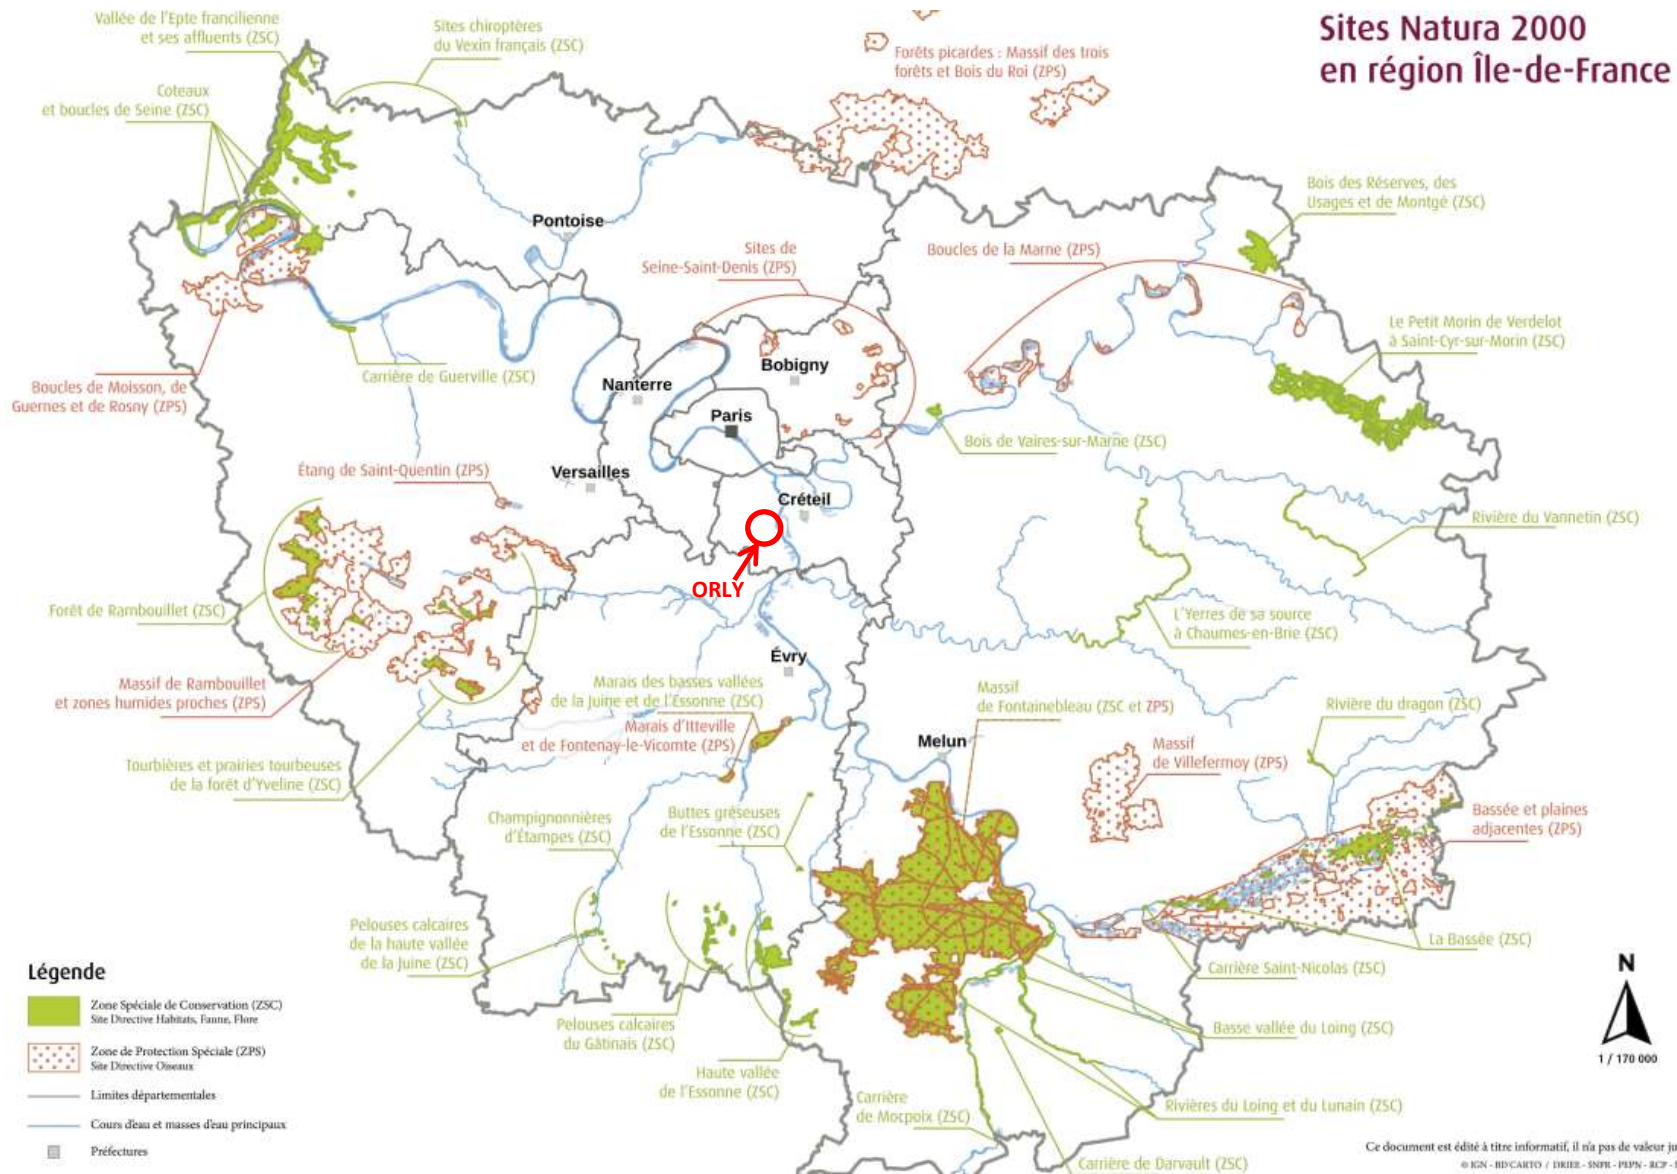 Sites Natura 2000
en région Île-de-France
Vallée de l'Epte francilienne
et ses affluents (ZSC)
Sites chiroptères
du Vexin français (ZSC)
Forêts picardes : Massif des trois
forêts et Bois du Roi (ZPS)
Coteaux
et boucles de Seine (ZSC)
Bois des Réserves, des
Usages et de Montgé (ZSC)
Pontoise
Sites de
Seine-Saint-Denis (ZPS)
Boucles de la Marne (ZPS)
Le Petit Morin de Verdelot
à Saint-Cyr-sur-Morin (ZSC)
Boucles de Moisson, de
Guernes et de Rosny (ZPS)
Carrière de Guerville (ZSC)
Nanterre
Bobigny
Paris
Bois de Vaires-sur-Marne (ZSC)
Étang de Saint-Quentin (ZPS)
Versailles
Créteil
Rivière du Vannetin (ZSC)
ORLY
Forêt de Rambouillet (ZSC)
L'Yerres de sa source
à Chaumes-en-Brie (ZSC)
Évry
Massif de Rambouillet
et zones humides proches (ZPS)
Marais des basses vallées
de la Juine et de l'Essonne (ZSC)
Marais d'Itteville
et de Fontenay-le-Vicomte (ZPS)
Massif
de Fontainebleau (ZSC et ZPS)
Rivière du dragon (ZSC)
Melun
Massif
de Villefermoy (ZPS)
Tourbières et prairies tourbeuses
de la forêt d'Yveline (ZSC)
Champignonnières
d'Étampes (ZSC)
Buttes gréseuses
de l'Essonne (ZSC)
Bassée et plaines
adjacentes (ZPS)
Pelouses calcaires
de la haute vallée
de la Juine (ZSC)
La Bassée (ZSC)
Carrière Saint-Nicolas (ZSC)
Pelouses calcaires
du Gâtinais (ZSC)
Basse vallée du Loing (ZSC)
Haute vallée
de l'Essonne (ZSC)
Carrière
de Mocpoix (ZSC)
Rivières du Loing et du Lunain (ZSC)
Carrière de Darvault (ZSC)
N
1 / 170 000
Légende
Zone Spéciale de Conservation (ZSC)
Site Directive Habitats, Faune, Flore
Zone de Protection Spéciale (ZPS)
Site Directive Oiseaux
Limites départementales
Cours d'eau et masses d'eau principaux
Préfectures
Ce document est édité à titre informatif, il n'a pas de valeur ju
© IGN - BD CARTO / DRIEE - SNPR - PEPN - RCP -